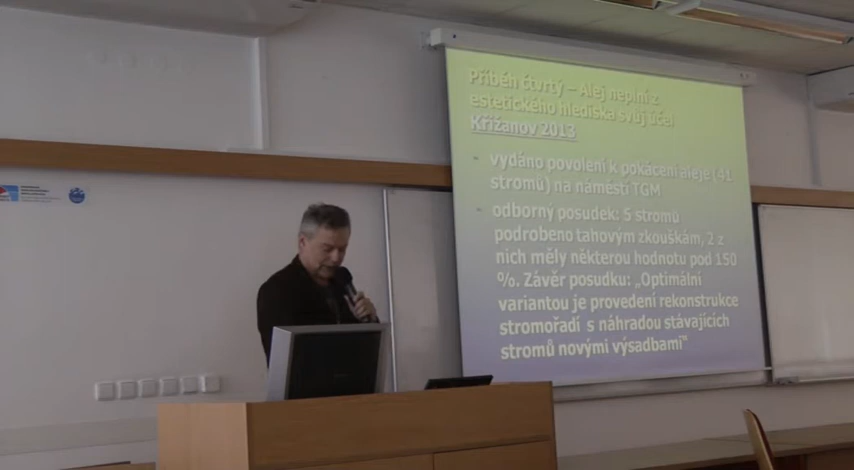 Příběh čtvrtý – Alej neplní z
estetického hlediska svůj účel
Křižanov 2013
- vydáno povolení k pokácení aleje (41
stromů) na náměstí TGM
- odborný posudek: 5 stromů
podrobeno tahovým zkouškám, 2 z
nich měly některou hodnotu pod 150
%. Závěr posudku: „Optimální
variantou je provedení rekonstrukce
stromořadí s náhradou stávajících
stromů novými výsadbami"